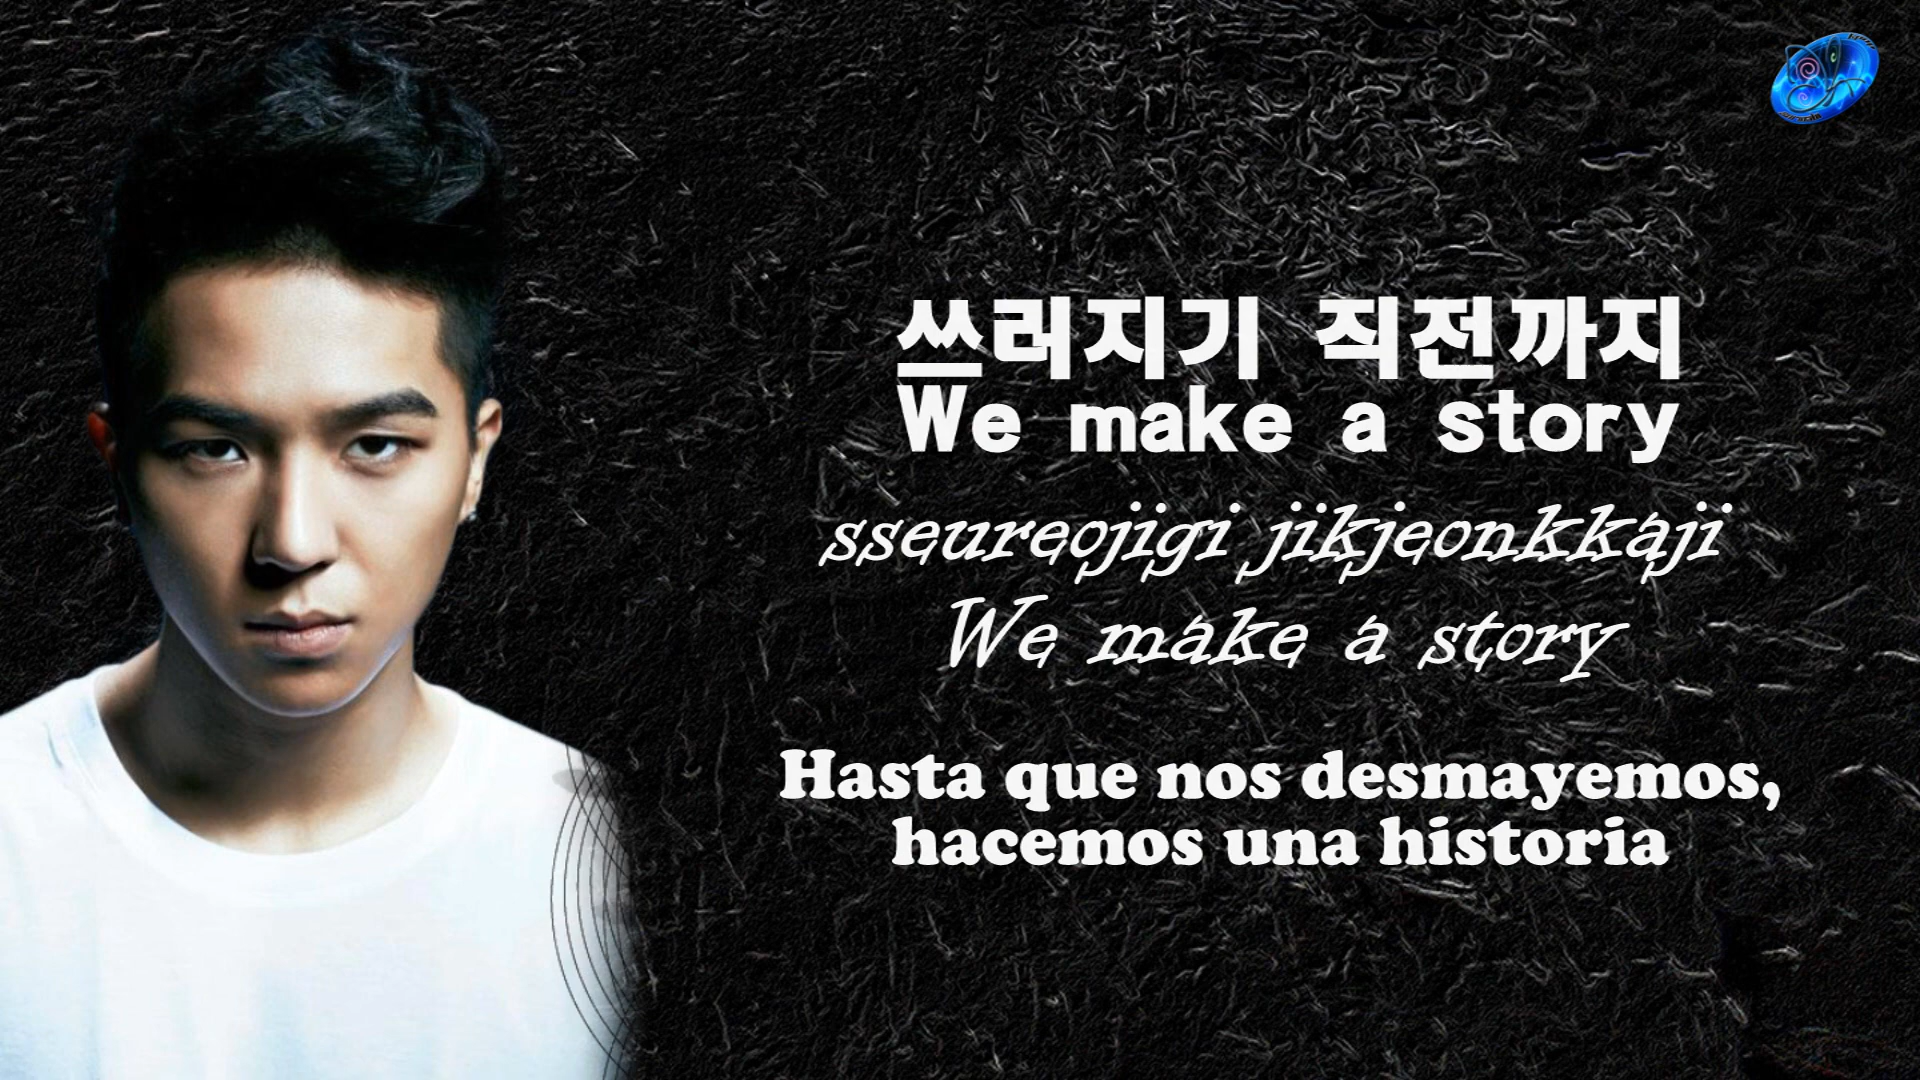 쓰러지기 직전까지
We make a story
sseureojigi jikjeonkkaji
We make a story
Hasta que nos desmayemos,
hacemos una historia